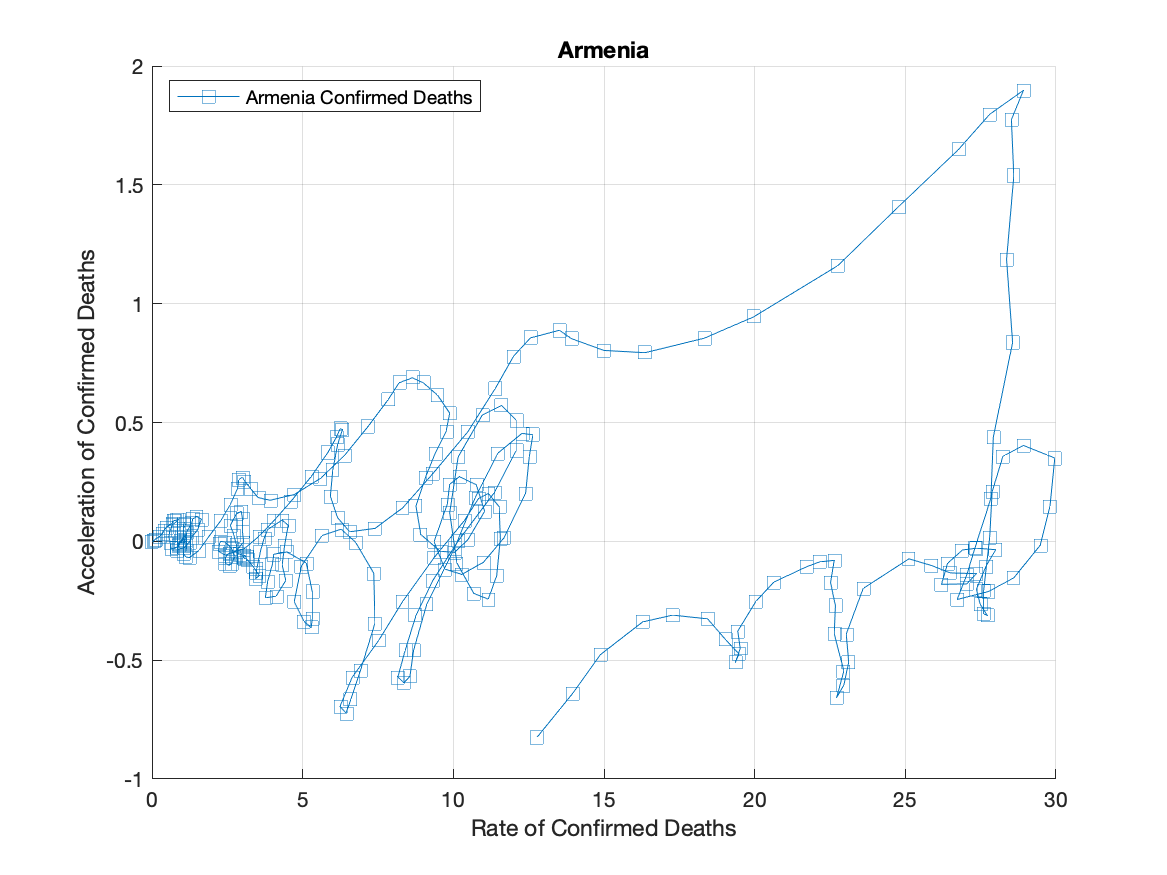 Armenia
Armenia Confirmed Deaths
2
1.5
1
0.5
0
-0.5
-1
Acceleration of Confirmed Deaths
0 5 10 15 20 25 30
Rate of Confirmed Deaths